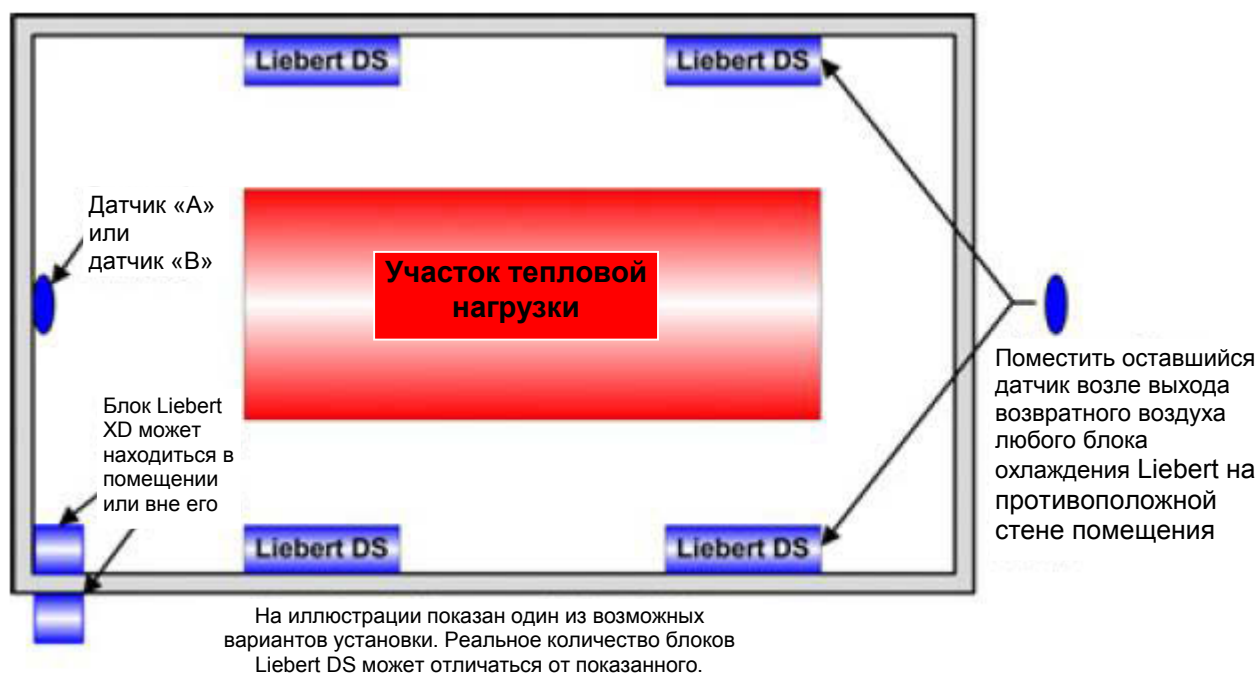 Liebert DS
Liebert DS
Датчик «A»
или
датчик «B»
Участок тепловой
нагрузки
Поместить оставшийся
датчик возле выхода
возвратного воздуха
любого блока
охлаждения Liebert на
противоположной
стене помещения
Блок Liebert
XD может
находиться в
помещении
или вне его
Liebert DS
Liebert DS
На иллюстрации показан один из возможных
вариантов установки. Реальное количество блоков
Liebert DS может отличаться от показанного.